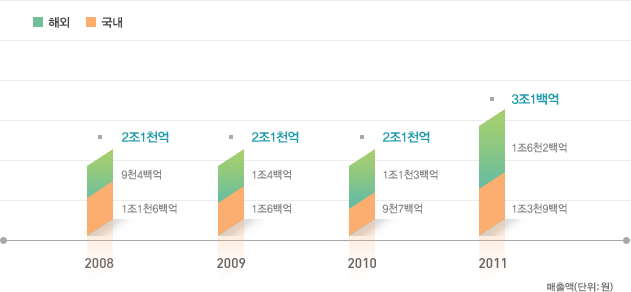 해외 국내
3조1백억
2조1천억 2조1천억 2조1천억
1조6천2백억
9천4백억 1조4백억 1조1천3백억
1조1천6백억 1조6백억 9천7백억 1조3천9백억
2008 2009 2010 2011
매출액(단위: 원)